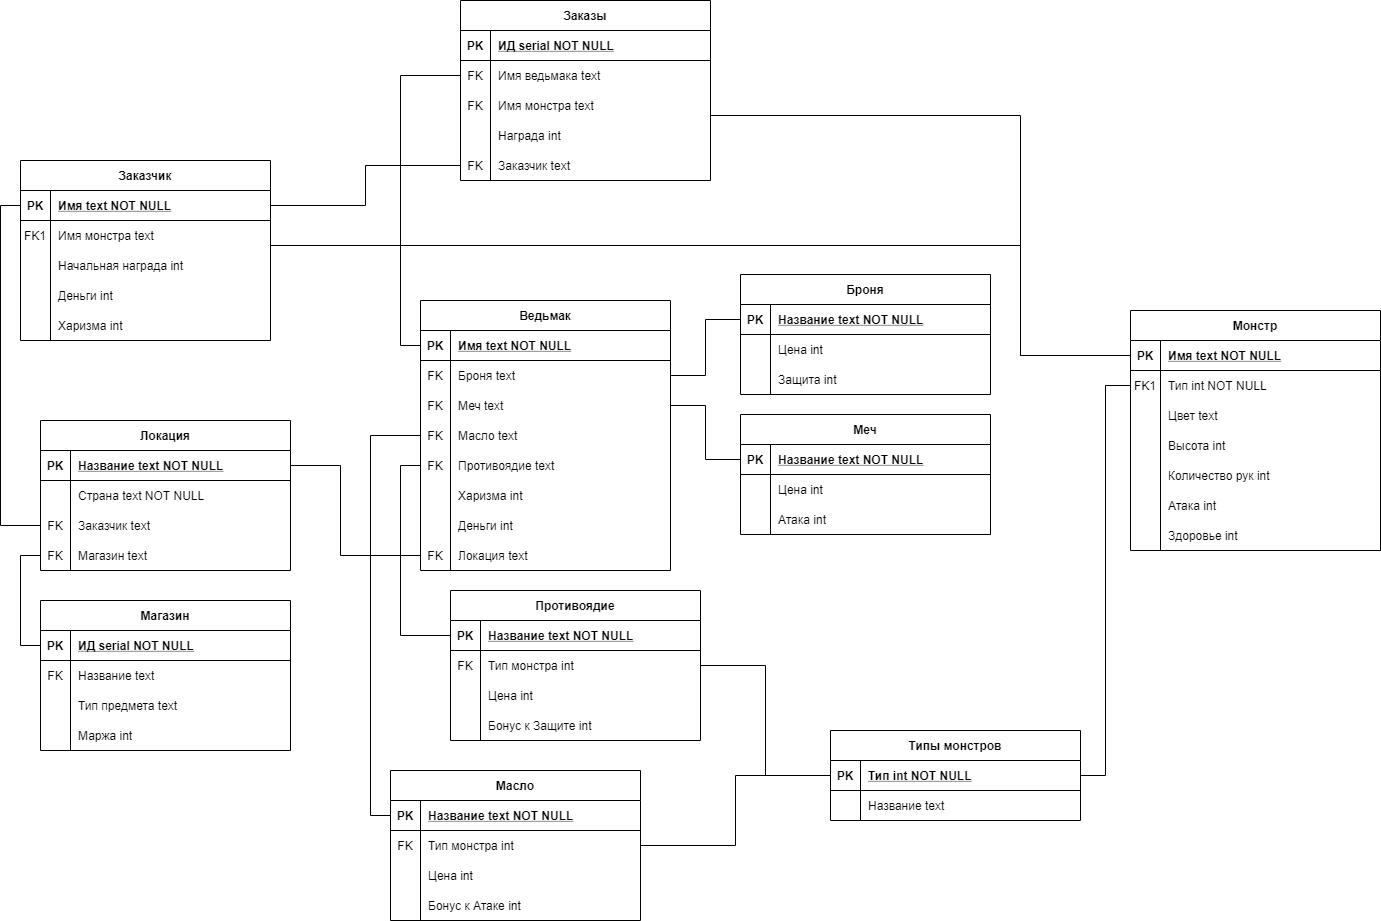 Заказы
PK ИД serial NOT NULL
FK Имя ведьмака text
FK Имя монстра text
Награда int
FK Заказчик text
Заказчик
PK Имя text NOT NULL
FK1 Имя монстра text
Начальная награда int
Деньги int
Харизма int
Ведьмак
PK Имя text NOT NULL
FK Броня text
FK Меч text
FK Масло text
FK Противоядие text
Харизма int
Деньги int
FK Локация text
Броня
PK Название text NOT NULL
Цена int
Защита int
Меч
PK Название text NOT NULL
Цена int
Атака int
Монстр
PK Имя text NOT NULL
FK1 Тип int NOT NULL
Цвет text
Высота int
Количество рук int
Атака int
Здоровье int
Локация
PK Название text NOT NULL
Страна text NOT NULL
FK Заказчик text
FK Магазин text
Магазин
PK ИД serial NOT NULL
FK Название text
Тип предмета text
Маржа int
Противоядие
PK Название text NOT NULL
FK Тип монстра int
Цена int
Бонус к Защите int
Типы монстров
PK Тип int NOT NULL
Название text
Масло
PK Название text NOT NULL
FK Тип монстра int
Цена int
Бонус к Атаке int